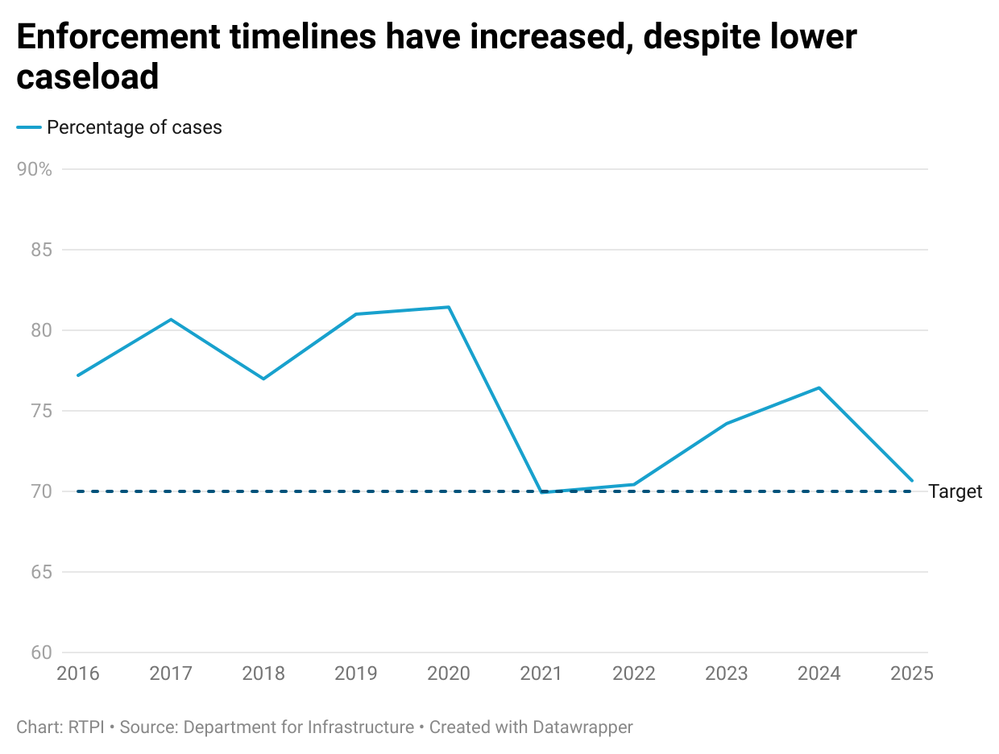 Enforcement timelines have increased, despite lower
caseload
Percentage of cases
90%
85
80
75
70
Target
65
60
2016 2017 2018 2019 2020 2021 2022 2023 2024 2025
Chart: RTPI • Source: Department for Infrastructure • Created with Datawrapper